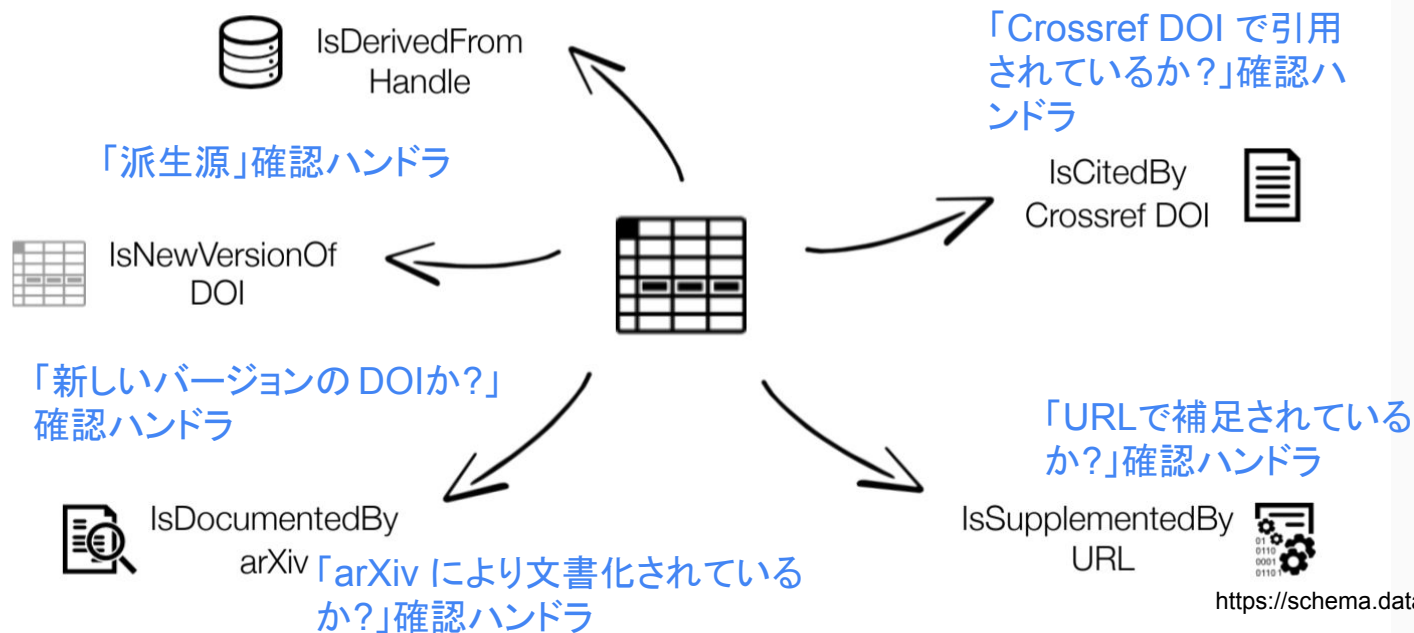 IsDerivedFrom
Handle
「派生源」確認ハンドラ
「Crossref DOI で引用
されているか?」確認ハ
ンドラ
IsCitedBy
Crossref DOI
IsNewVersionOf
DOI
「新しいバージョンの DOIか?」
確認ハンドラ
「URLで補足されている
か?」確認ハンドラ
IsDocumentedBy
arXiv
「arXiv により文書化されている
か?」確認ハンドラ
IsSupplementedBy
URL
01
0110
0001
01101
https://schema.data